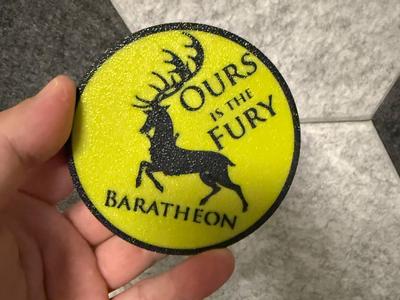 OURS
IS THE
FURY
BARATHEON